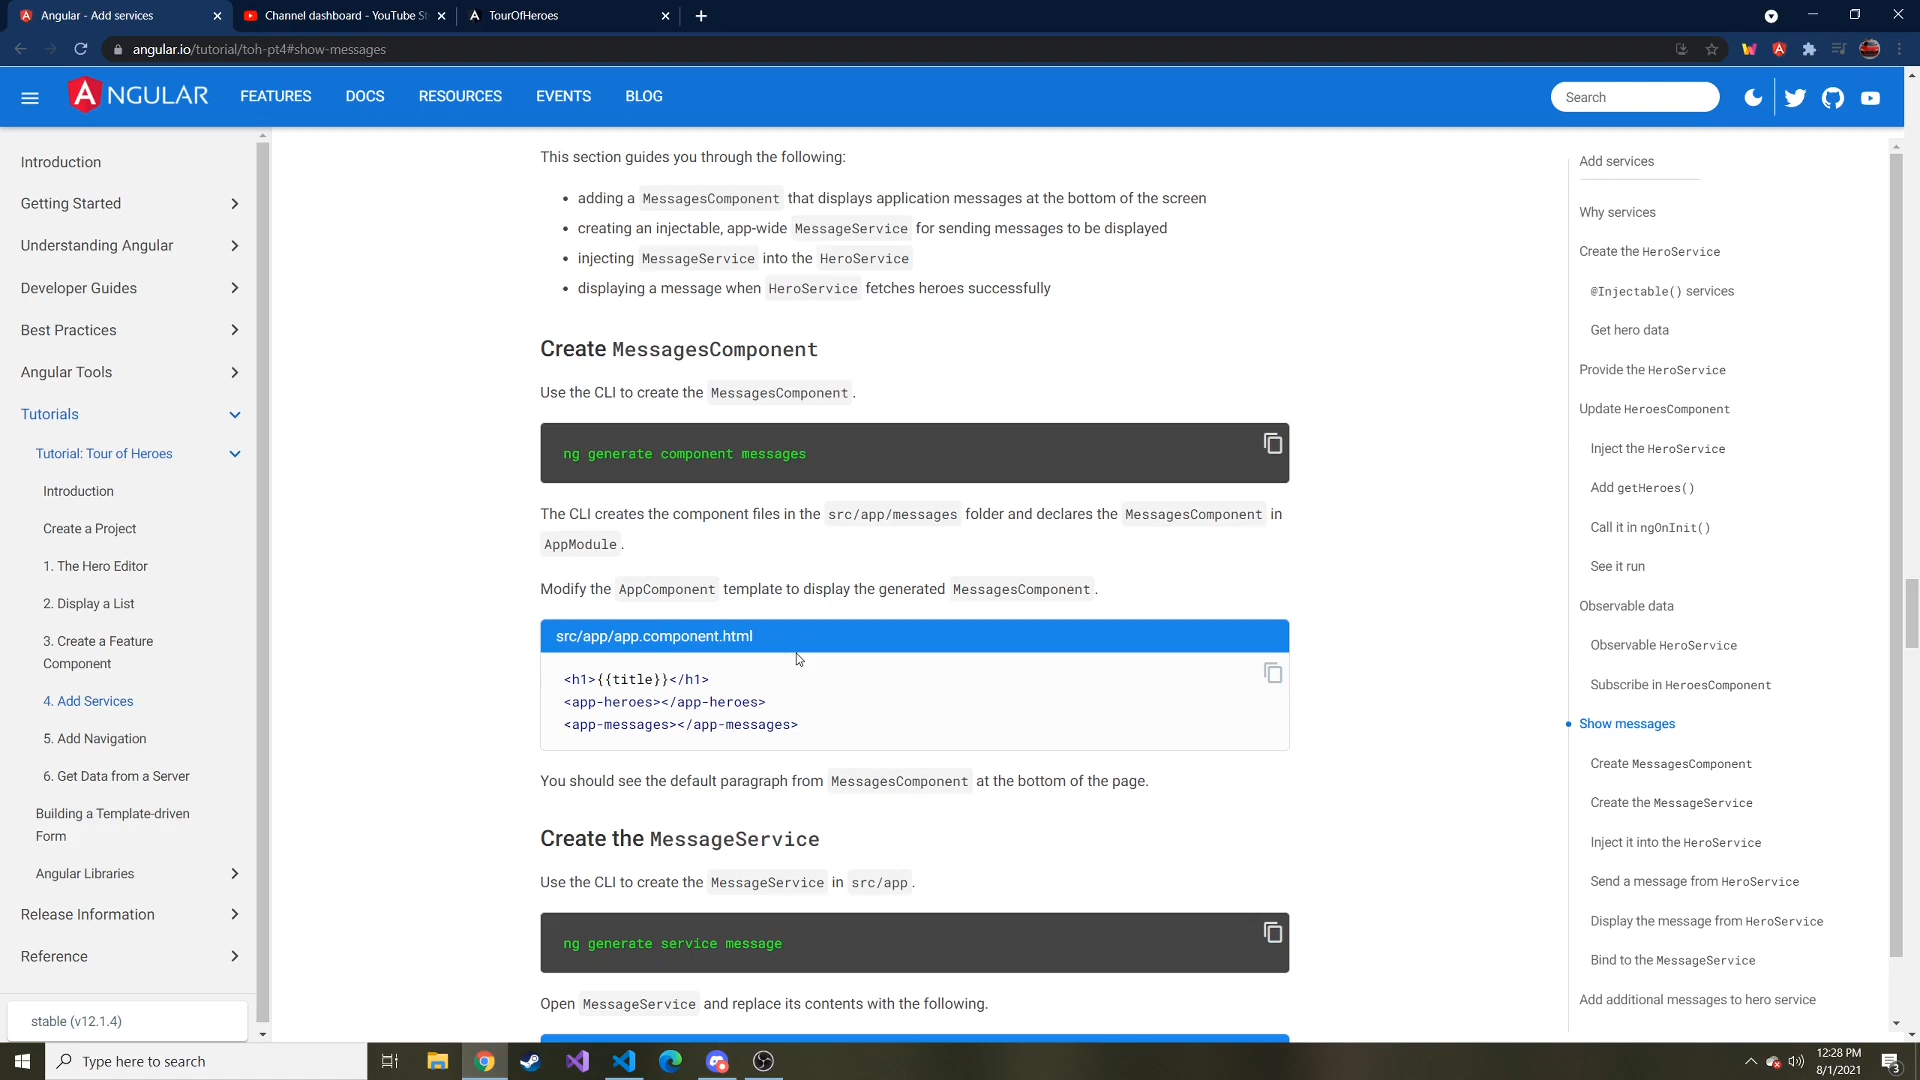 Angular - Add services
Channel dashboard - YouTube St
TourOfHeroes
angular.io/tutorial/toh-pt4#show-messages
ANGULAR
FEATURES
DOCS
RESOURCES
EVENTS
BLOG
Search
Introduction
Getting Started
Understanding Angular
Developer Guides
Best Practices
Angular Tools
Tutorials
Tutorial: Tour of Heroes
Introduction
Create a Project
1. The Hero Editor
2. Display a List
3. Create a Feature
Component
4. Add Services
5. Add Navigation
6. Get Data from a Server
Building a Template-driven
Form
Angular Libraries
Release Information
Reference
stable (v12.1.4)
This section guides you through the following:
• adding a MessagesComponent that displays application messages at the bottom of the screen
• creating an injectable, app-wide MessageService for sending messages to be displayed
• injecting MessageService into the HeroService
• displaying a message when HeroService fetches heroes successfully
Create MessagesComponent
Use the CLI to create the MessagesComponent.
ng generate component messages
The CLI creates the component files in the src/app/messages folder and declares the MessagesComponent in
AppModule.
Modify the AppComponent template to display the generated MessagesComponent.
src/app/app.component.html
<h1>{{title}}</h1>
<app-heroes></app-heroes>
<app-messages></app-messages>
You should see the default paragraph from MessagesComponent at the bottom of the page.
Create the MessageService
Use the CLI to create the MessageService in src/app.
ng generate service message
Open MessageService and replace its contents with the following.
Add services
Why services
Create the HeroService
@Injectable() services
Get hero data
Provide the HeroService
Update HeroesComponent
Inject the HeroService
Add getHeroes()
Call it in ngOnInit()
See it run
Observable data
Observable HeroService
Subscribe in HeroesComponent
• Show messages
Create MessagesComponent
Create the MessageService
Inject it into the HeroService
Send a message from HeroService
Display the message from HeroService
Bind to the MessageService
Add additional messages to hero service
Type here to search
12:28 PM
8/1/2021
3